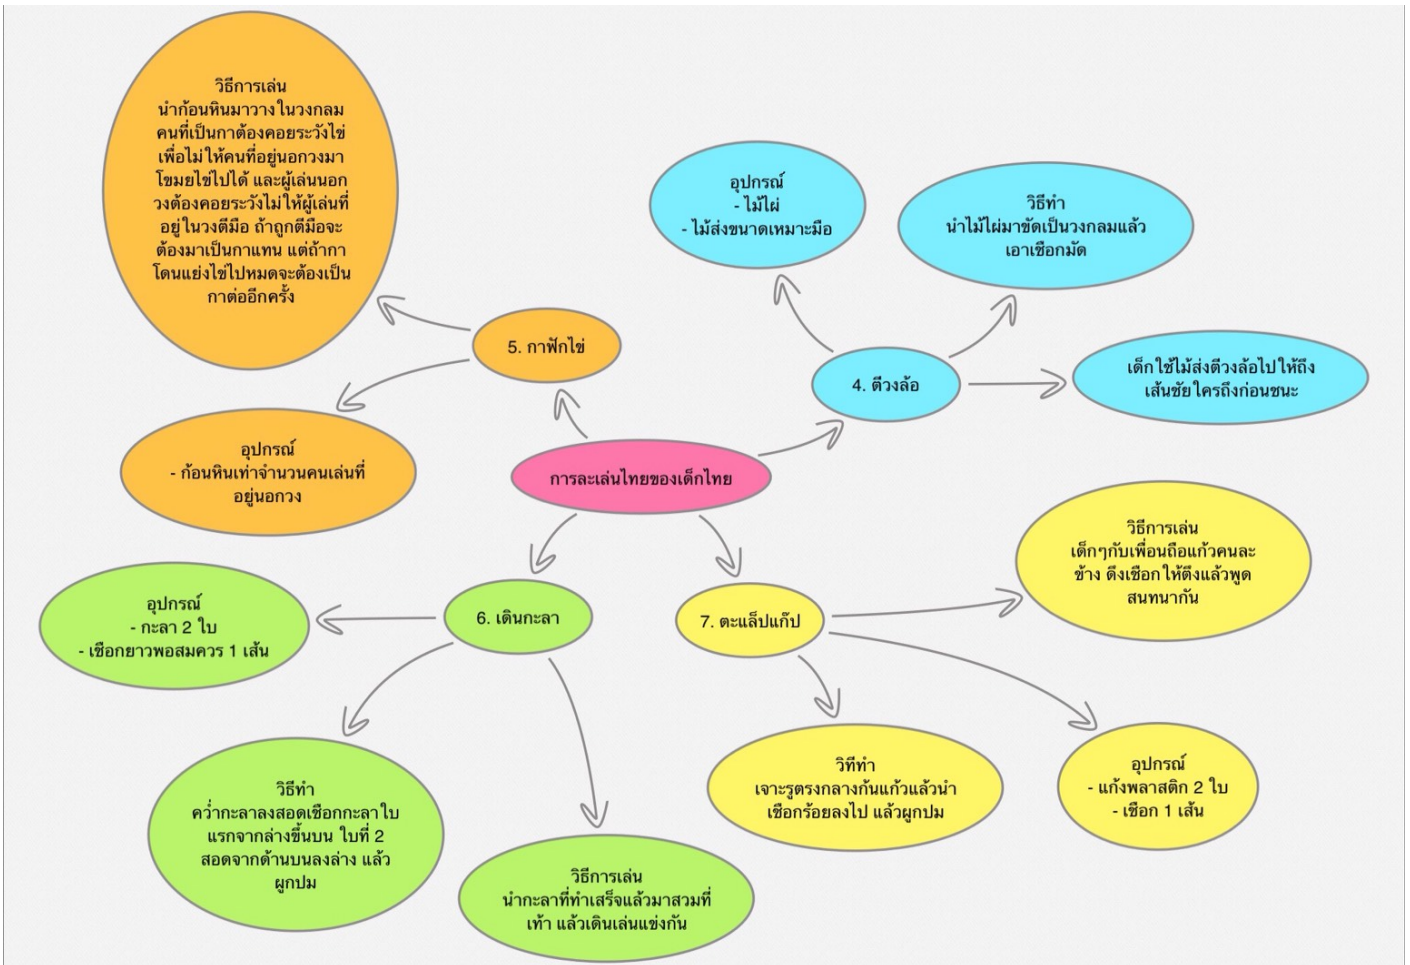 การละเล่นไทยของเด็กไทย
4. ตีวงล้อ
อุปกรณ์
- ไม้ไผ่
- ไม้ส่งขนาดเหมาะมือ
วิธีทำ
นำไม้ไผ่มาขัดเป็นวงกลมแล้ว
เอาเชือกมัด
เด็กใช้ไม้ส่งตีวงล้อไปให้ถึง
เส้นชัยใครถึงก่อนชนะ
5. กาฟักไข่
วิธีการเล่น
นำก้อนหินมาวางในวงกลม
คนที่เป็นกาต้องคอยระวังไข่
เพื่อไม่ให้คนที่อยู่นอกวงมา
โขมยไข่ไปได้ และผู้เล่นนอก
วงต้องคอยระวังไม่ให้ผู้เล่นที่
อยู่ในวงตีมือ ถ้าถูกตีมือจะ
ต้องมาเป็นกาแทน แต่ถ้ากา
โดนแย่งไข่ไปหมดจะต้องเป็น
กาต่ออีกครั้ง
อุปกรณ์
- ก้อนหินเท่าจำนวนคนเล่นที่
อยู่นอกวง
6. เดินกะลา
อุปกรณ์
- กะลา 2 ใบ
- เชือกยาวพอสมควร 1 เส้น
วิธีทำ
คว่ำกะลาลงสอดเชือกกะลาใบ
แรกจากล่างขึ้นบน ใบที่ 2
สอดจากด้านบนลงล่าง แล้ว
ผูกปม
วิธีการเล่น
นำกะลาที่ทำเสร็จแล้วมาสวมที่
เท้า แล้วเดินเล่นแข่งกัน
7. ตะแล็ปแก๊ป
วิธีการเล่น
เด็กๆกับเพื่อนถือแก้วคนละ
ข้าง ดึงเชือกให้ตึงแล้วพูด
สนทนากัน
วิทีทำ
เจาะรูตรงกลางก้นแก้วแล้วนำ
เชือกร้อยลงไป แล้วผูกปม
อุปกรณ์
- แก้งพลาสติก 2 ใบ
- เชือก 1 เส้น